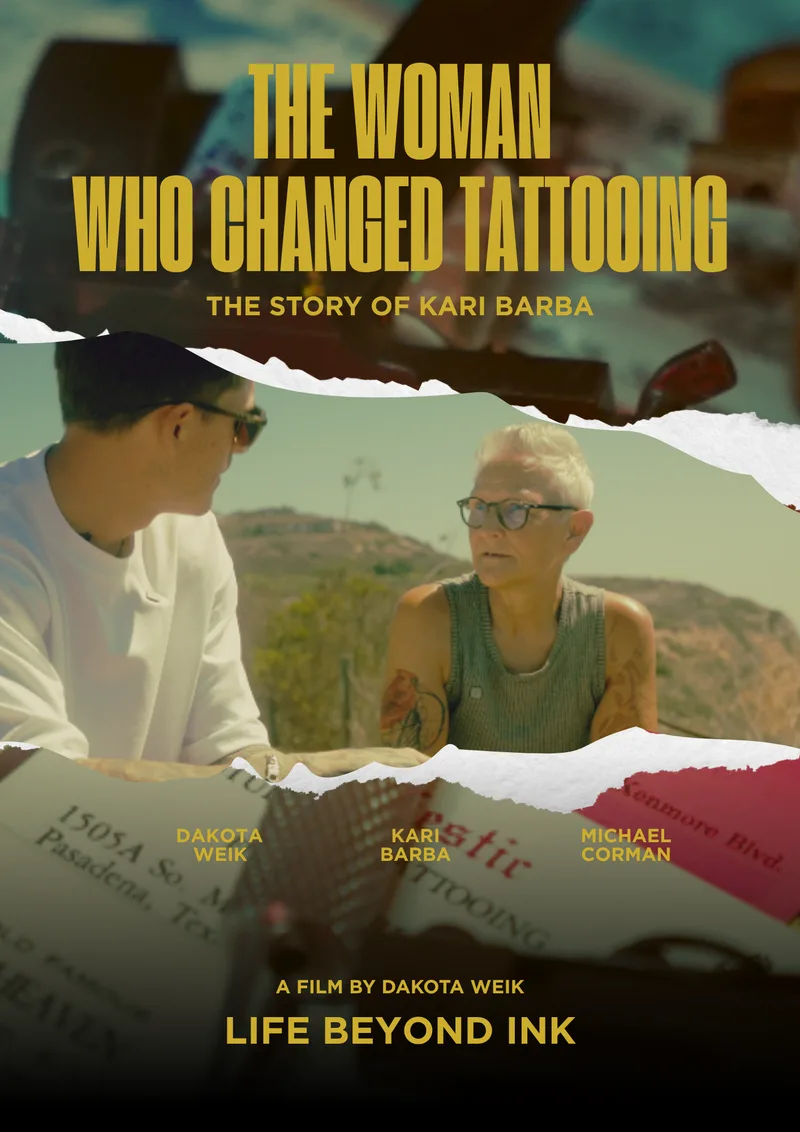 THE WOMAN
WHO CHANGED TATTOOING
THE STORY OF KARI BARBA
Kenmore Blvd.
1505A So.
Pasadena, Tex.
TTOOING
DAKOTA
WEIK
KARI
BARBA
MICHAEL
CORMAN
A FILM BY DAKOTA WEIK
LIFE BEYOND INK